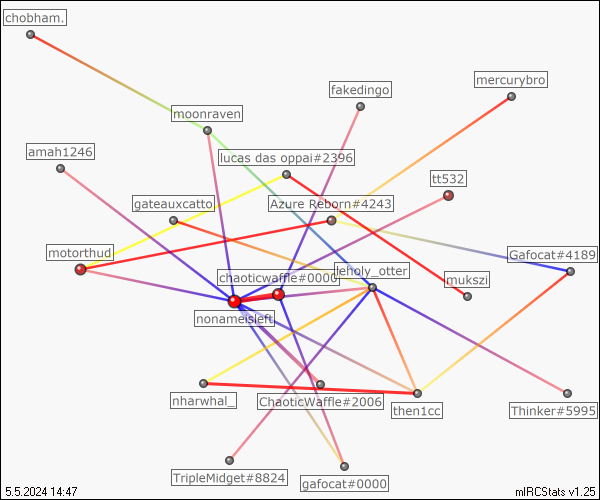 chobham.
mercurybro
fakedingo
moonraven
amah1246
lucas das oppai#2396
tt532
gateauxcatto
Azure Reborn#4243
motorthud
Gafocat#4189
chaoticwaffle#0000
leholy_otter
mukszi
nonameisleft
nharwhal_
ChaoticWaffle#2006
then1cc
Thinker#5995
TripleMidget#8824
gafocat#0000
5.5.2024 14:47
mIRCStats v1.25